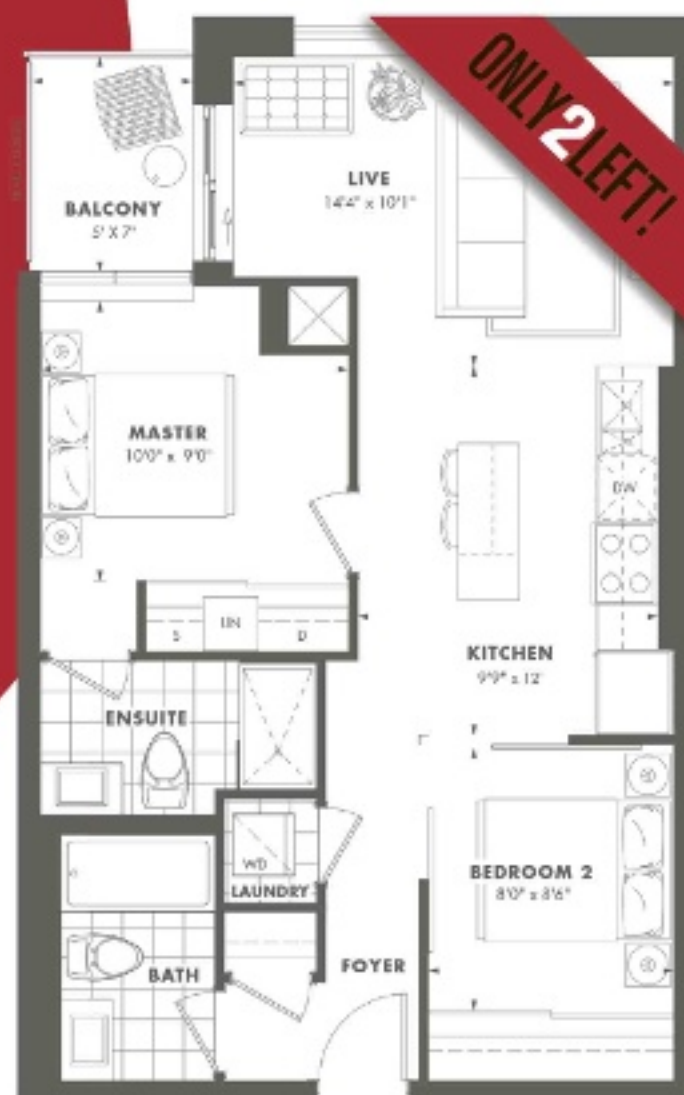 ONLY 2 LEFT!
LIVE
14'4" x 10'1"
BALCONY
5' X 7'
MASTER
10'0" x 9'0"
DW
S
LIN
D
KITCHEN
9'9" x 12'
ENSUITE
WD
LAUNDRY
BEDROOM 2
8'0" x 8'6"
FOYER
BATH